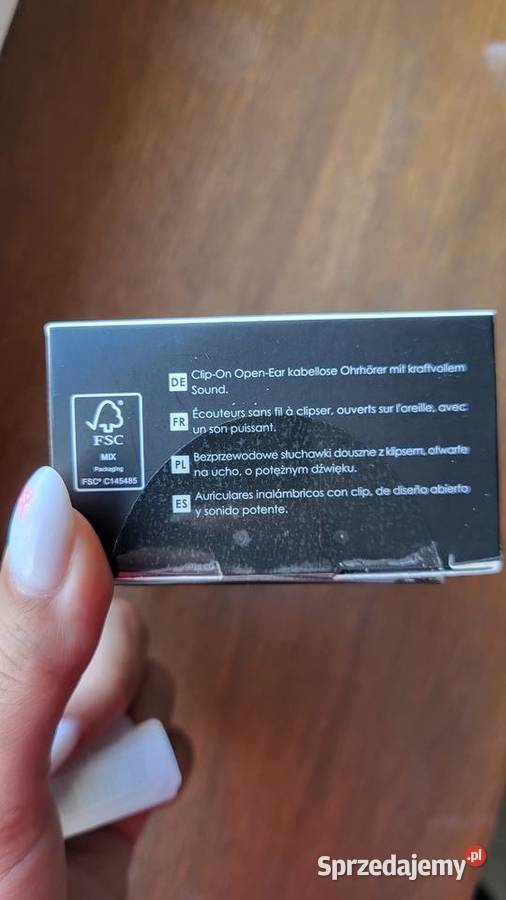 DE Clip-On Open-Ear kabellose Ohrhörer mit kraftvollem
Sound.
FR Écouteurs sans fil à clipser, ouverts sur l'oreille, avec
un son puissant.
PL Bezprzewodowe słuchawki douszne z klipsem, otwarte
na ucho, o potężnym dźwięku.
ES Auriculares inalámbricos con clip, de diseño abierto
y sonido potente.
FSC
MIX
Packaging
FSC® C145485
Sprzedajemy.pl